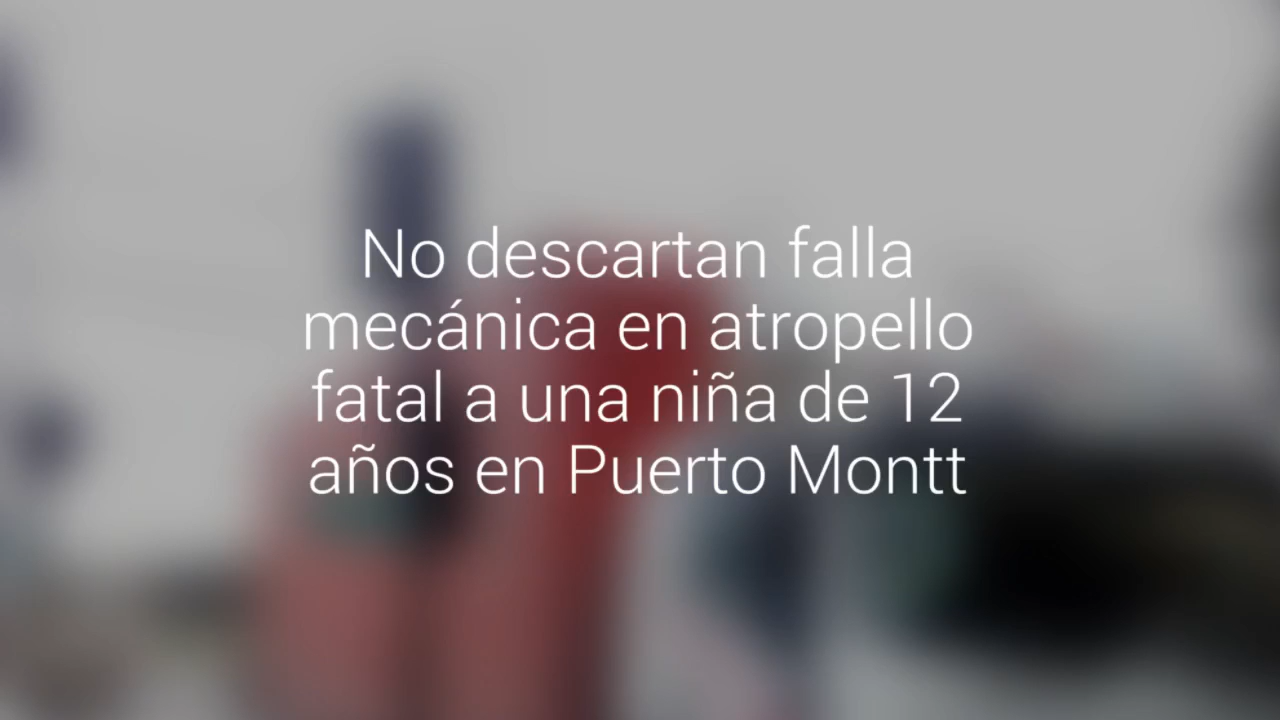 No descartan falla
mecánica en atropello
fatal a una niña de 12
años en Puerto Montt